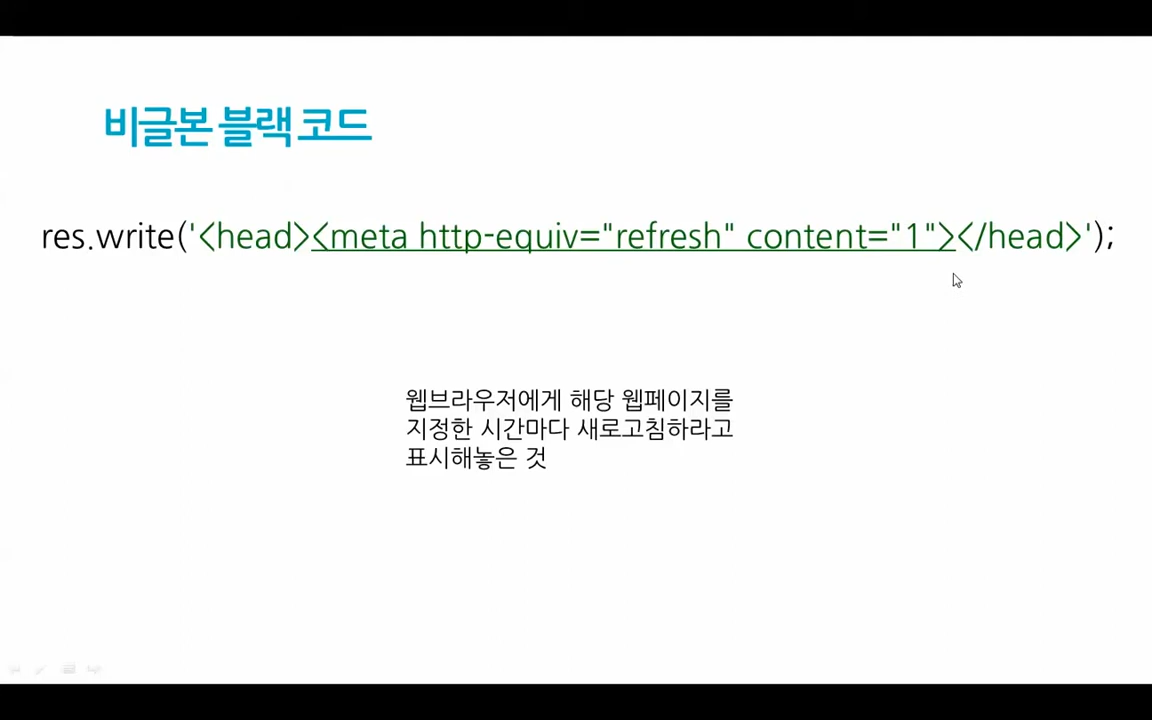 비글본 블랙 코드
res.write('<head><meta http-equiv="refresh" content="1"></head>');
웹브라우저에게 해당 웹페이지를
지정한 시간마다 새로고침하라고
표시해놓은 것